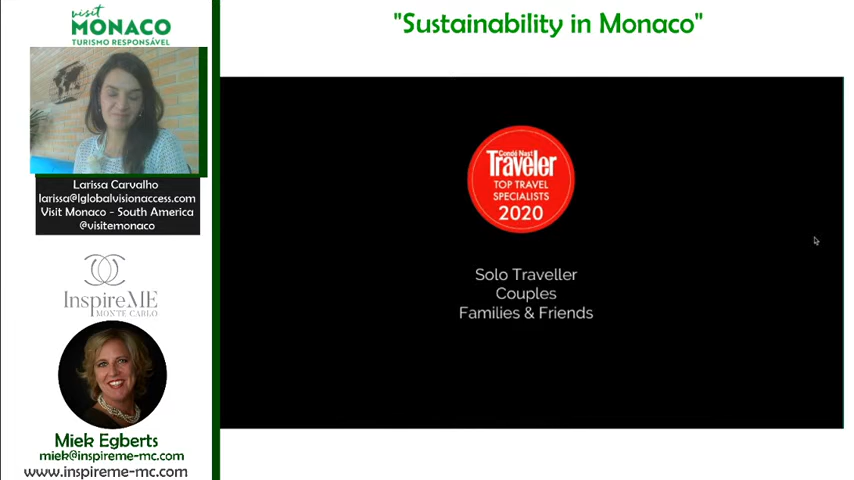 visit
MONACO
TURISMO RESPONSÁVEL
"Sustainability in Monaco"
Larissa Carvalho
larissa@lglobalvisionaccess.com
Visit Monaco - South America
@visitemonaco
InspireME
MONTE CARLO
Miek Egberts
miek@inspireme-mc.com
www.inspireme-mc.com
Condé Nast
Traveler
TOP TRAVEL
SPECIALISTS
2020
Solo Traveller
Couples
Families & Friends